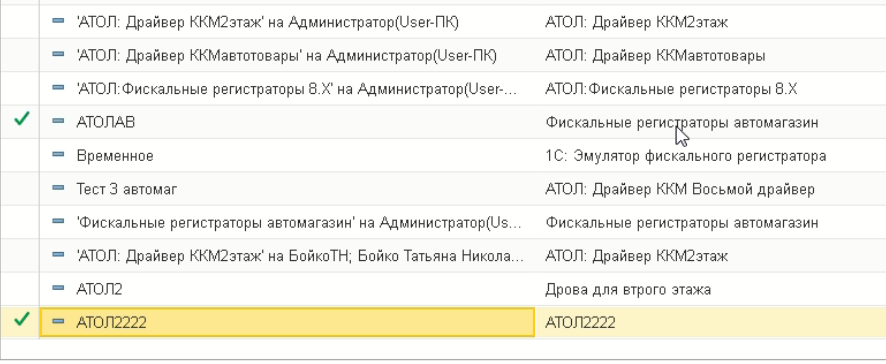 'АТОЛ: Драйвер ККМ2этаж' на Администратор(User-ПК) АТОЛ: Драйвер ККМ2этаж
'АТОЛ: Драйвер ККМавтотовары' на Администратор(User-ПК) АТОЛ: Драйвер ККМавтотовары
'АТОЛ:Фискальные регистраторы 8.X' на Администратор(User-... АТОЛ:Фискальные регистраторы 8.X
АТОЛАВ Фискальные регистраторы автомагазин
Временное 1С: Эмулятор фискального регистратора
Тест 3 автомаг АТОЛ: Драйвер ККМ Восьмой драйвер
'Фискальные регистраторы автомагазин' на Администратор(Us... Фискальные регистраторы автомагазин
'АТОЛ: Драйвер ККМ2этаж' на БойкоТН; Бойко Татьяна Никола... АТОЛ: Драйвер ККМ2этаж
АТОЛ2 Дрова для втрого этажа
АТОЛ2222 АТОЛ2222